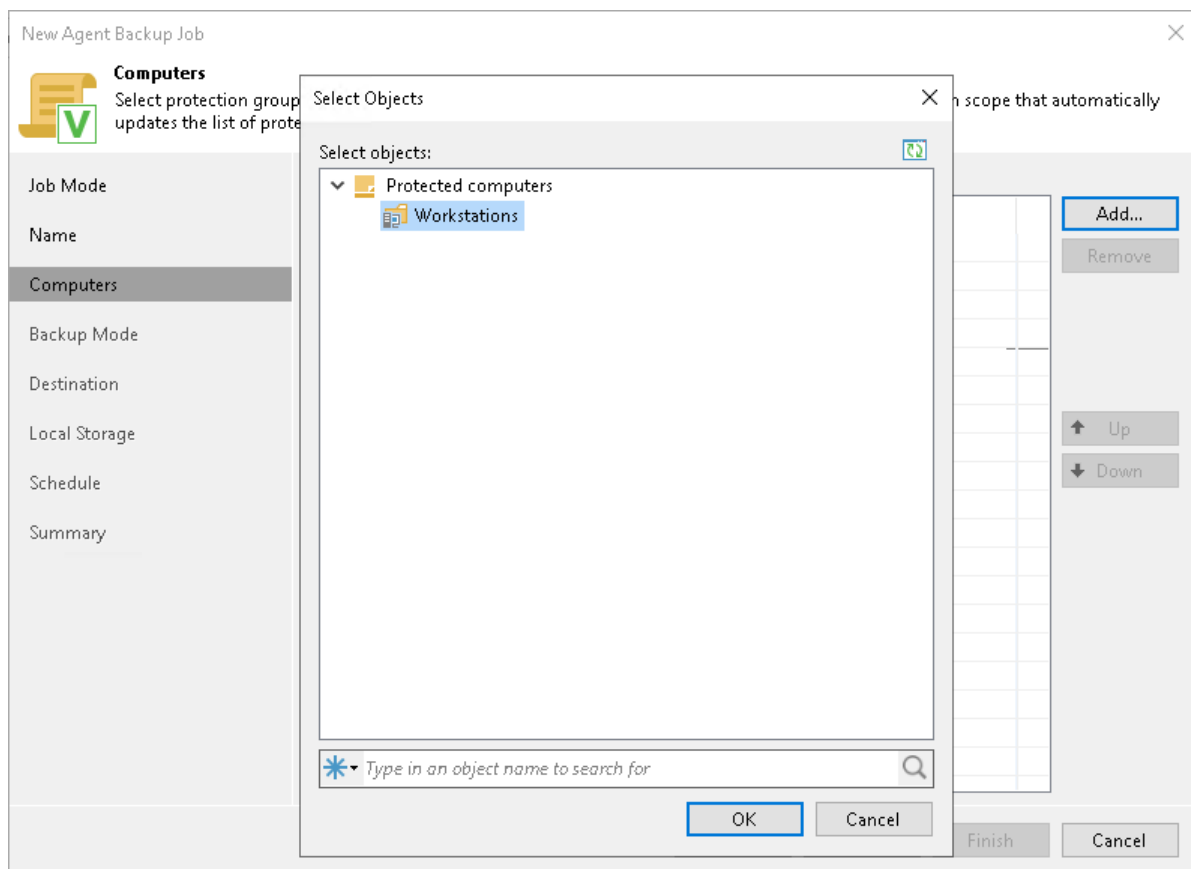 New Agent Backup Job
Computers
Select protection group
n scope that automatically
updates the list of prote
Select Objects
Select objects:
Protected computers
Workstations
Job Mode
Name
Computers
Backup Mode
Destination
Local Storage
Schedule
Summary
Add...
Remove
Up
Down
Type in an object name to search for
OK
Cancel
Finish
Cancel